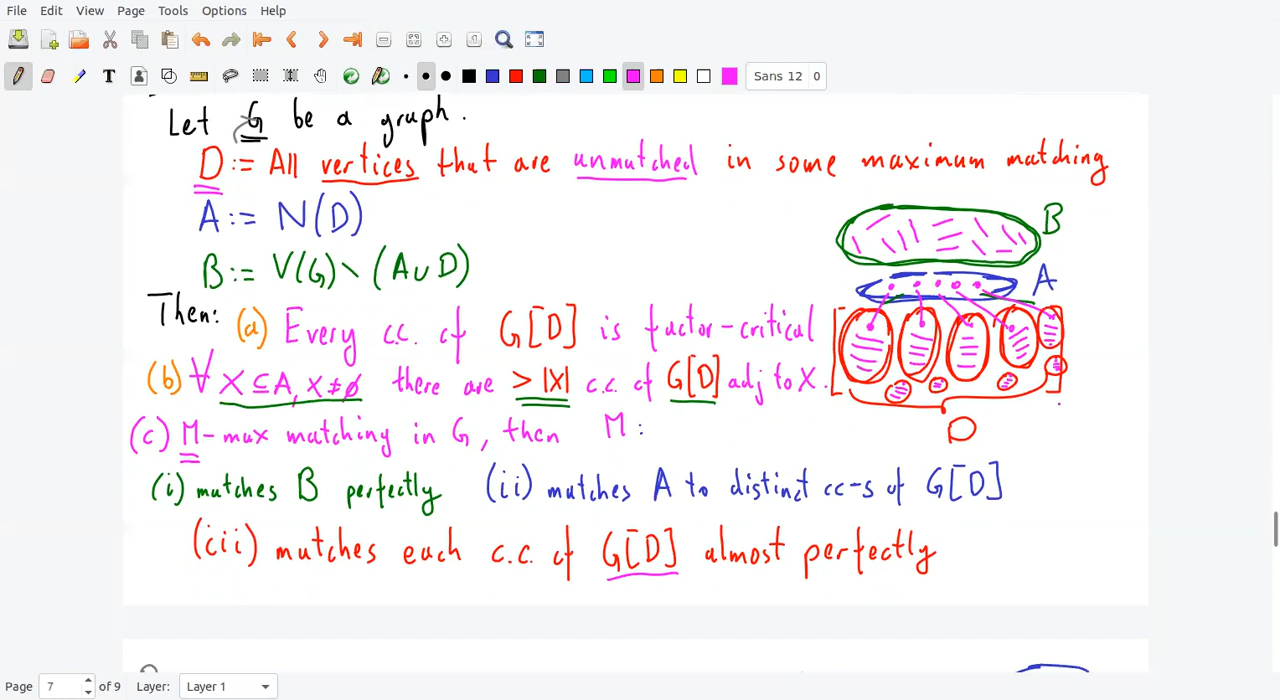 File Edit View Page Tools Options Help
T Sans 12 0
Let G be a graph.
D := All vertices that are unmatched in some maximum matching
A := N(D)
B := V(G) \ (A ∪ D)
B
A
Then: (a) Every c.c. of G[D] is factor-critical
(b) ∀ X ⊆ A, X ≠ ∅ there are > |X| c.c. of G[D] adj to X.
D
(c) M-max matching in G, then M:
(i) matches B perfectly (ii) matches A to distinct cc-s of G[D]
(iii) matches each c.c. of G[D] almost perfectly
Page 7 of 9 Layer: Layer 1